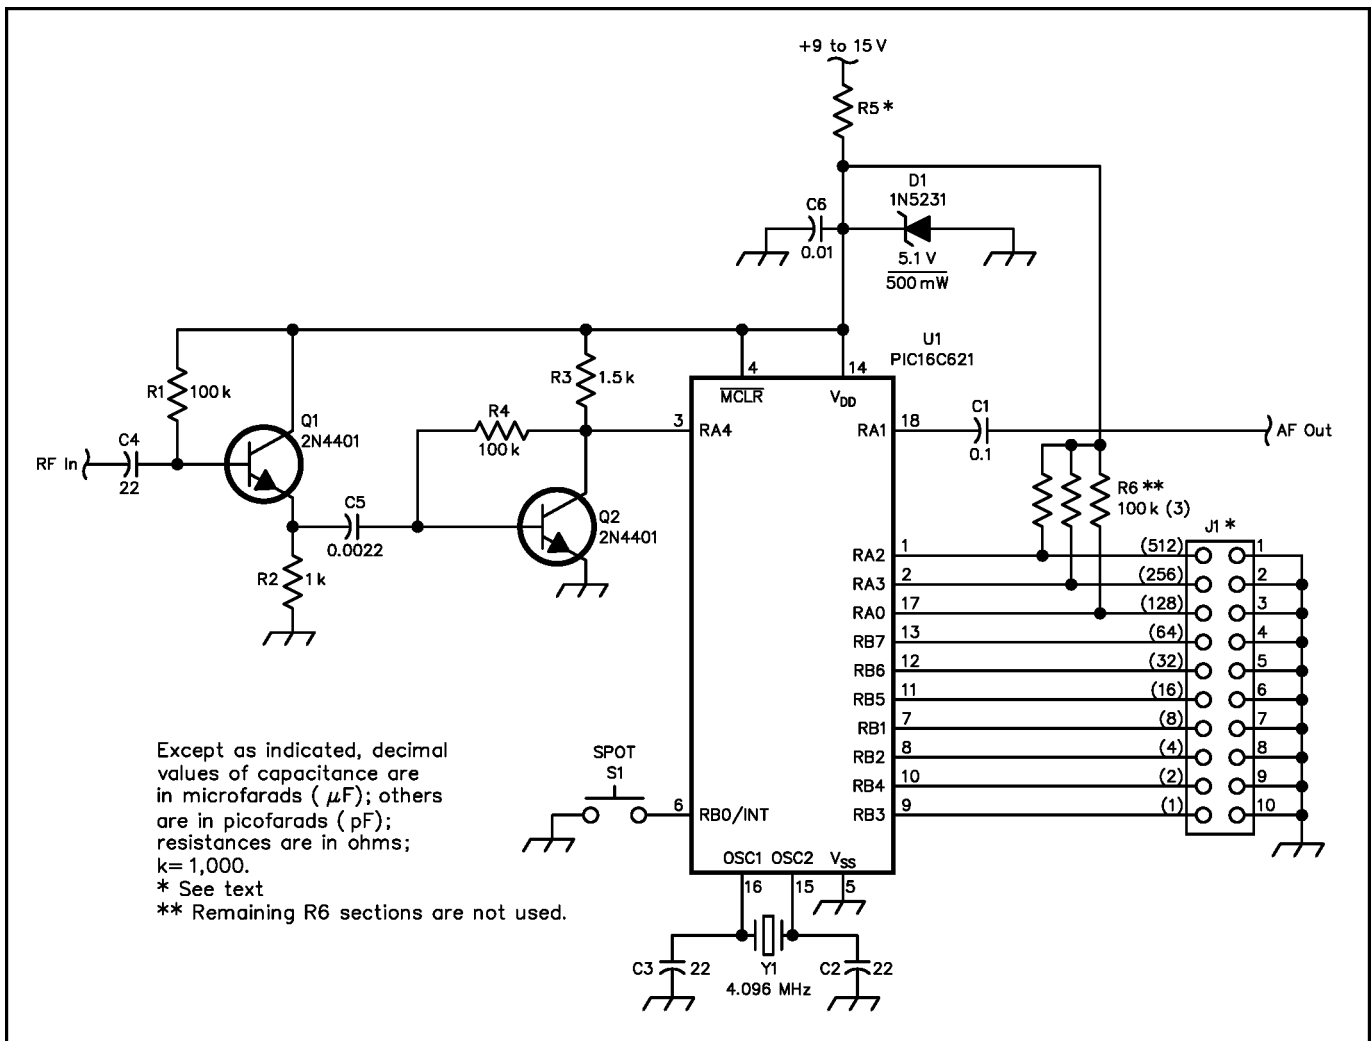 +9 to 15 V
R5 *
D1
1N5231
C6
0.01
5.1 V
500 mW
U1
PIC16C621
4
14
MCLR
VDD
R1
100 k
R3
1.5 k
Q1
2N4401
R4
100 k
3
RA4
RA1
18
C1
0.1
AF Out
RF In
C4
22
C5
0.0022
Q2
2N4401
R6 **
100 k (3)
J1 *
R2
1 k
RA2
1
(512)
1
RA3
2
(256)
2
RA0
17
(128)
3
RB7
13
(64)
4
RB6
12
(32)
5
RB5
11
(16)
6
RB1
7
(8)
7
RB2
8
(4)
8
RB4
10
(2)
9
RB3
9
(1)
10
SPOT
S1
6
RB0/INT
OSC1
OSC2
VSS
16
15
5
C3
22
Y1
4.096 MHz
C2
22
Except as indicated, decimal
values of capacitance are
in microfarads ( µF); others
are in picofarads ( pF);
resistances are in ohms;
k= 1,000.
* See text
** Remaining R6 sections are not used.